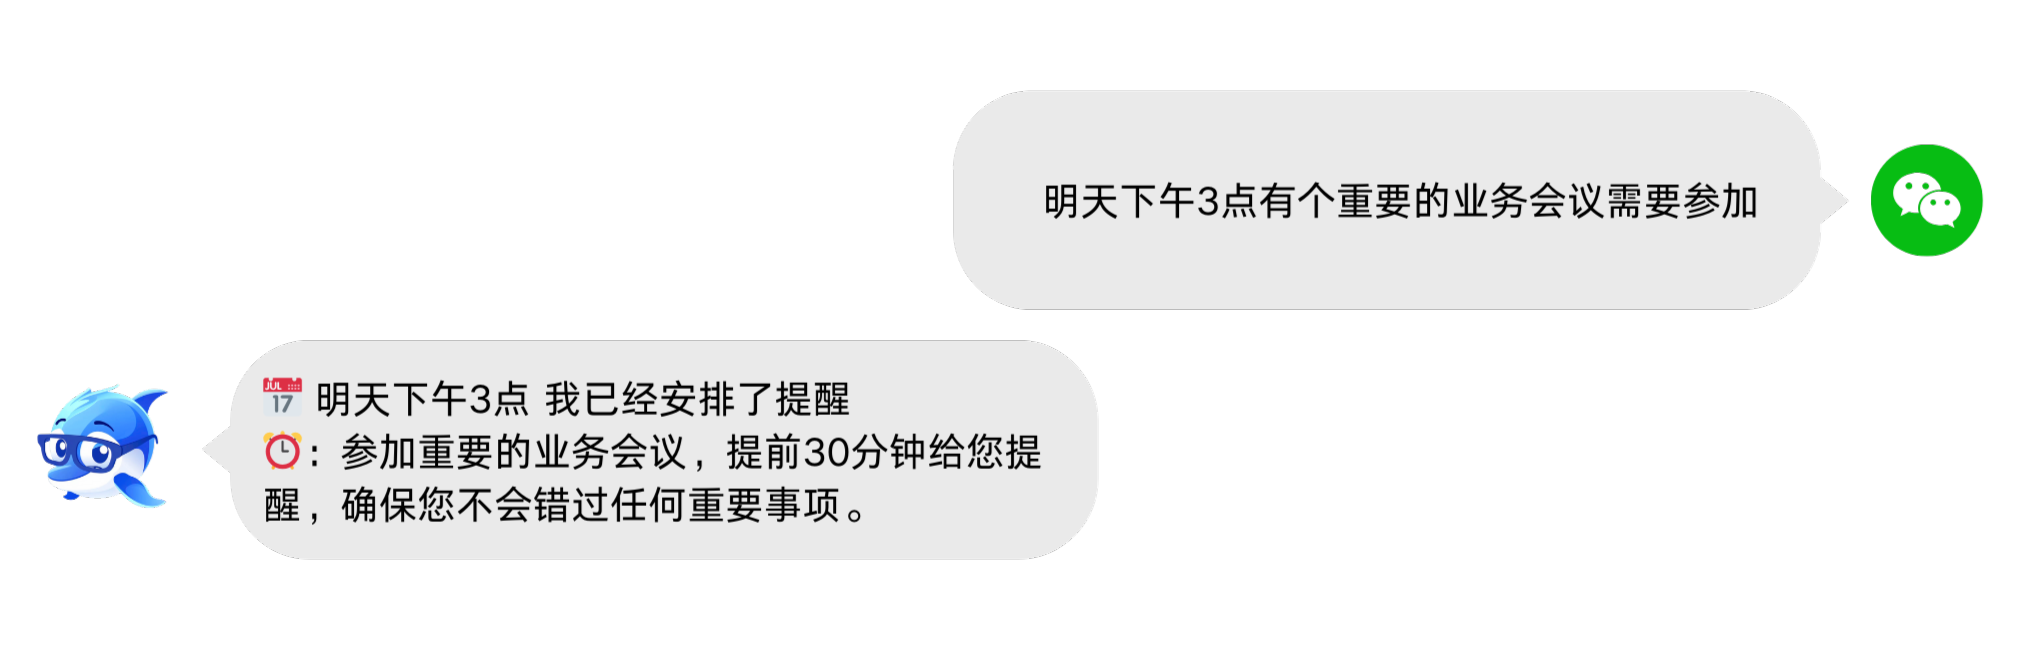 明天下午3点有个重要的业务会议需要参加
📅 明天下午3点 我已经安排了提醒
⏰：参加重要的业务会议，提前30分钟给您提
醒，确保您不会错过任何重要事项。